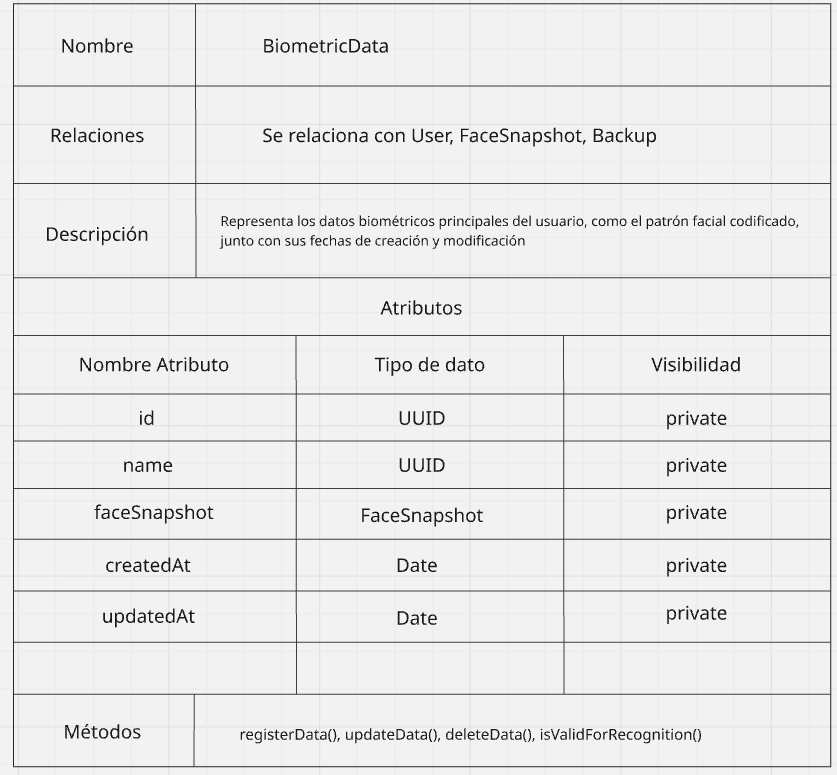 Nombre BiometricData
Relaciones Se relaciona con User, FaceSnapshot, Backup
Descripción
Representa los datos biométricos principales del usuario, como el patrón facial codificado,
junto con sus fechas de creación y modificación
Atributos
Nombre Atributo Tipo de dato Visibilidad
id UUID private
name UUID private
faceSnapshot FaceSnapshot private
createdAt Date private
updatedAt Date private
Métodos registerData(), updateData(), deleteData(), isValidForRecognition()